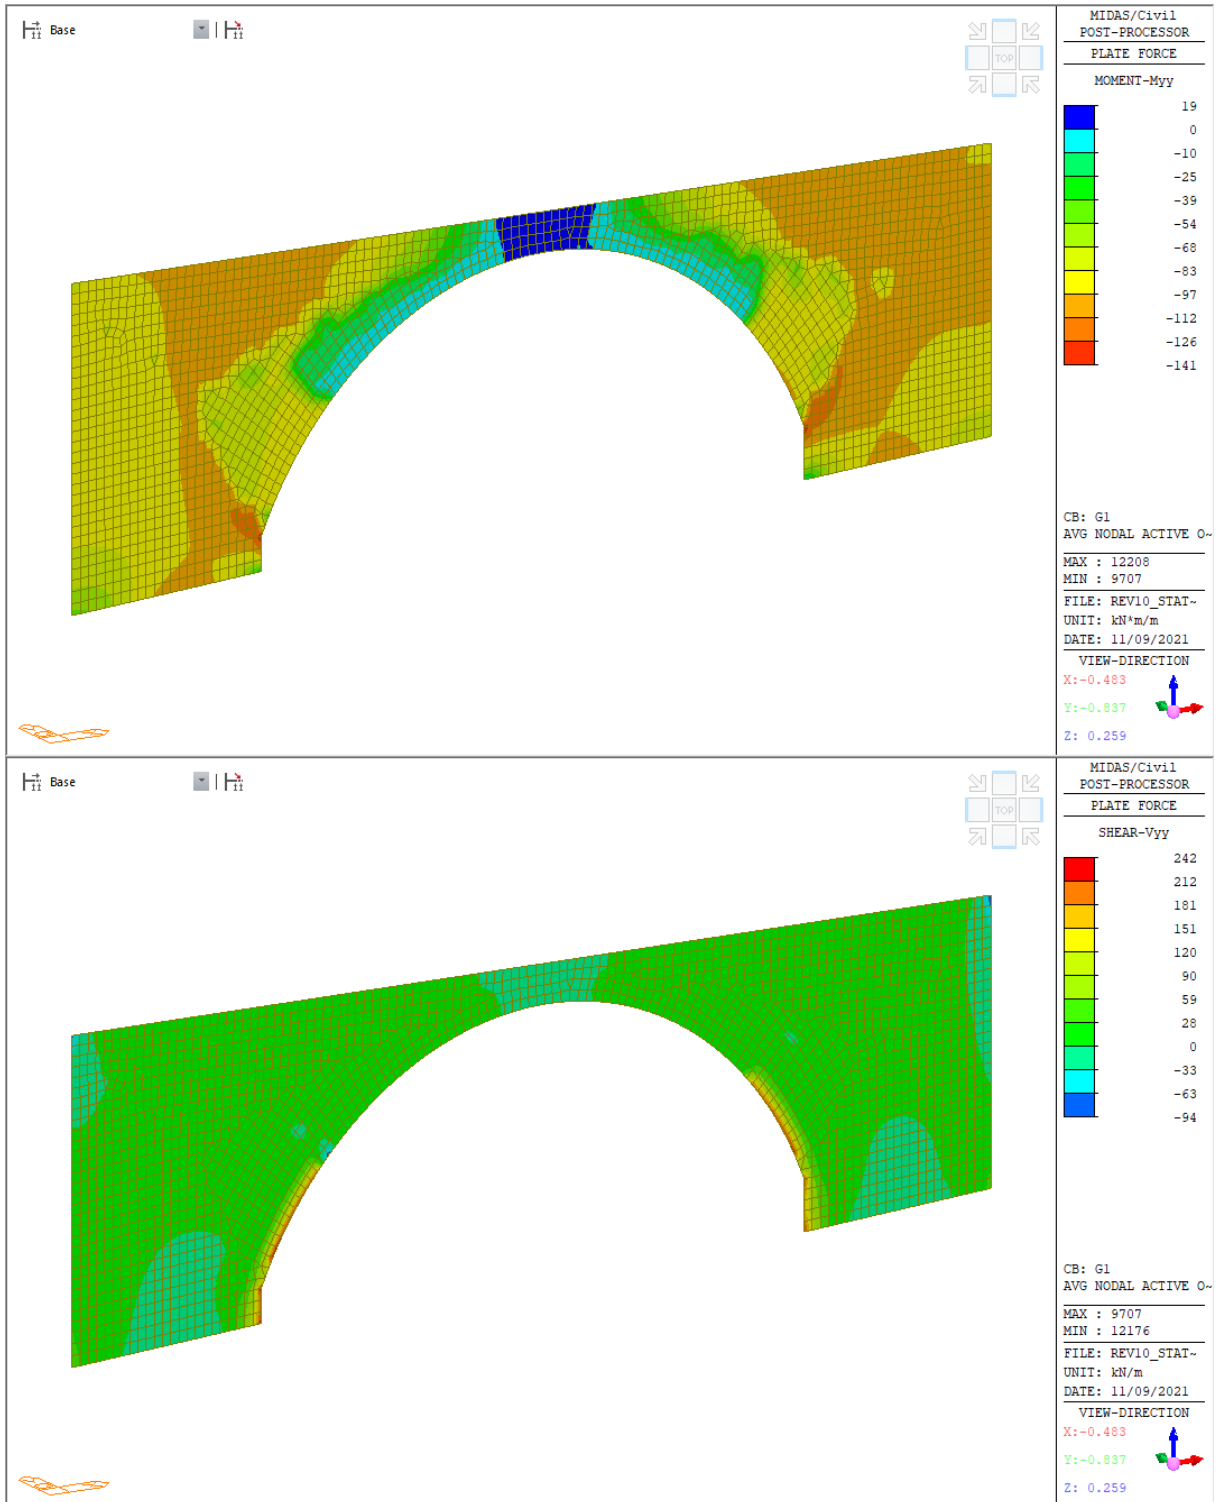 Base
TOP
MIDAS/Civil
POST-PROCESSOR
PLATE FORCE
MOMENT-Myy
19
0
-10
-25
-39
-54
-68
-83
-97
-112
-126
-141
CB: G1
AVG NODAL ACTIVE O~
MAX : 12208
MIN : 9707
FILE: REV10_STAT~
UNIT: kN*m/m
DATE: 11/09/2021
VIEW-DIRECTION
X:-0.483
Y:-0.837
Z: 0.259
Base
TOP
MIDAS/Civil
POST-PROCESSOR
PLATE FORCE
SHEAR-Vyy
242
212
181
151
120
90
59
28
0
-33
-63
-94
CB: G1
AVG NODAL ACTIVE O~
MAX : 9707
MIN : 12176
FILE: REV10_STAT~
UNIT: kN/m
DATE: 11/09/2021
VIEW-DIRECTION
X:-0.483
Y:-0.837
Z: 0.259